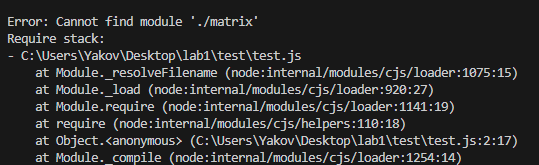 Error: Cannot find module './matrix'
Require stack:
- C:\Users\Yakov\Desktop\lab1\test\test.js
    at Module._resolveFilename (node:internal/modules/cjs/loader:1075:15)
    at Module._load (node:internal/modules/cjs/loader:920:27)
    at Module.require (node:internal/modules/cjs/loader:1141:19)
    at require (node:internal/modules/cjs/helpers:110:18)
    at Object.<anonymous> (C:\Users\Yakov\Desktop\lab1\test\test.js:2:17)
    at Module._compile (node:internal/modules/cjs/loader:1254:14)